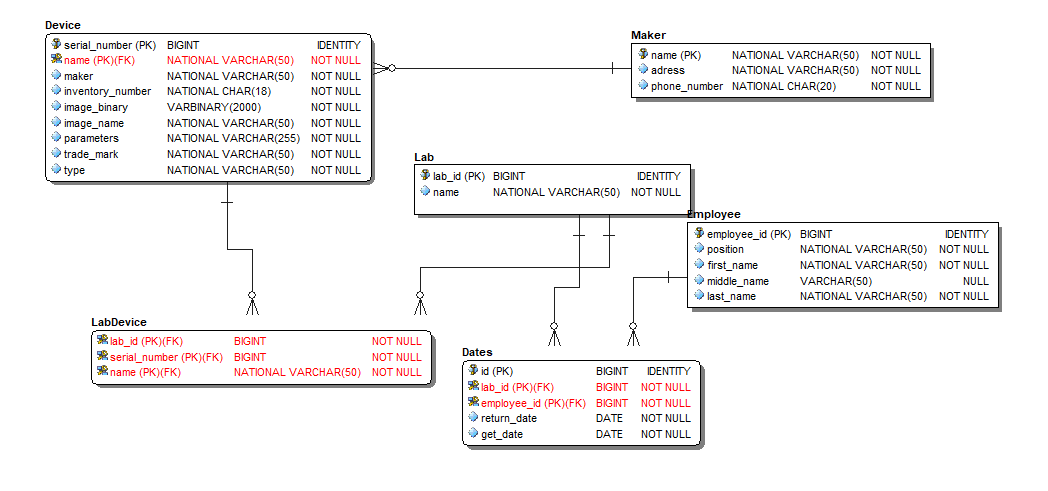 Device
serial_number (PK) BIGINT IDENTITY
name (PK)(FK) NATIONAL VARCHAR(50) NOT NULL
maker NATIONAL VARCHAR(50) NOT NULL
inventory_number NATIONAL CHAR(18) NOT NULL
image_binary VARBINARY(2000) NOT NULL
image_name NATIONAL VARCHAR(50) NOT NULL
parameters NATIONAL VARCHAR(255) NOT NULL
trade_mark NATIONAL VARCHAR(50) NOT NULL
type NATIONAL VARCHAR(50) NOT NULL
Maker
name (PK) NATIONAL VARCHAR(50) NOT NULL
adress NATIONAL VARCHAR(50) NOT NULL
phone_number NATIONAL CHAR(20) NOT NULL
Lab
lab_id (PK) BIGINT IDENTITY
name NATIONAL VARCHAR(50) NOT NULL
Employee
employee_id (PK) BIGINT IDENTITY
position NATIONAL VARCHAR(50) NOT NULL
first_name NATIONAL VARCHAR(50) NOT NULL
middle_name VARCHAR(50) NULL
last_name NATIONAL VARCHAR(50) NOT NULL
LabDevice
lab_id (PK)(FK) BIGINT NOT NULL
serial_number (PK)(FK) BIGINT NOT NULL
name (PK)(FK) NATIONAL VARCHAR(50) NOT NULL
Dates
id (PK) BIGINT IDENTITY
lab_id (PK)(FK) BIGINT NOT NULL
employee_id (PK)(FK) BIGINT NOT NULL
return_date DATE NOT NULL
get_date DATE NOT NULL